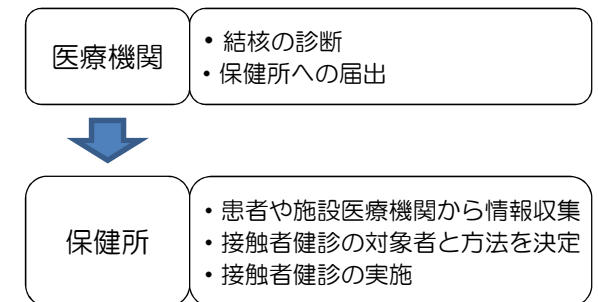 医療機関
• 結核の診断
• 保健所への届出
保健所
• 患者や施設医療機関から情報収集
• 接触者健診の対象者と方法を決定
• 接触者健診の実施